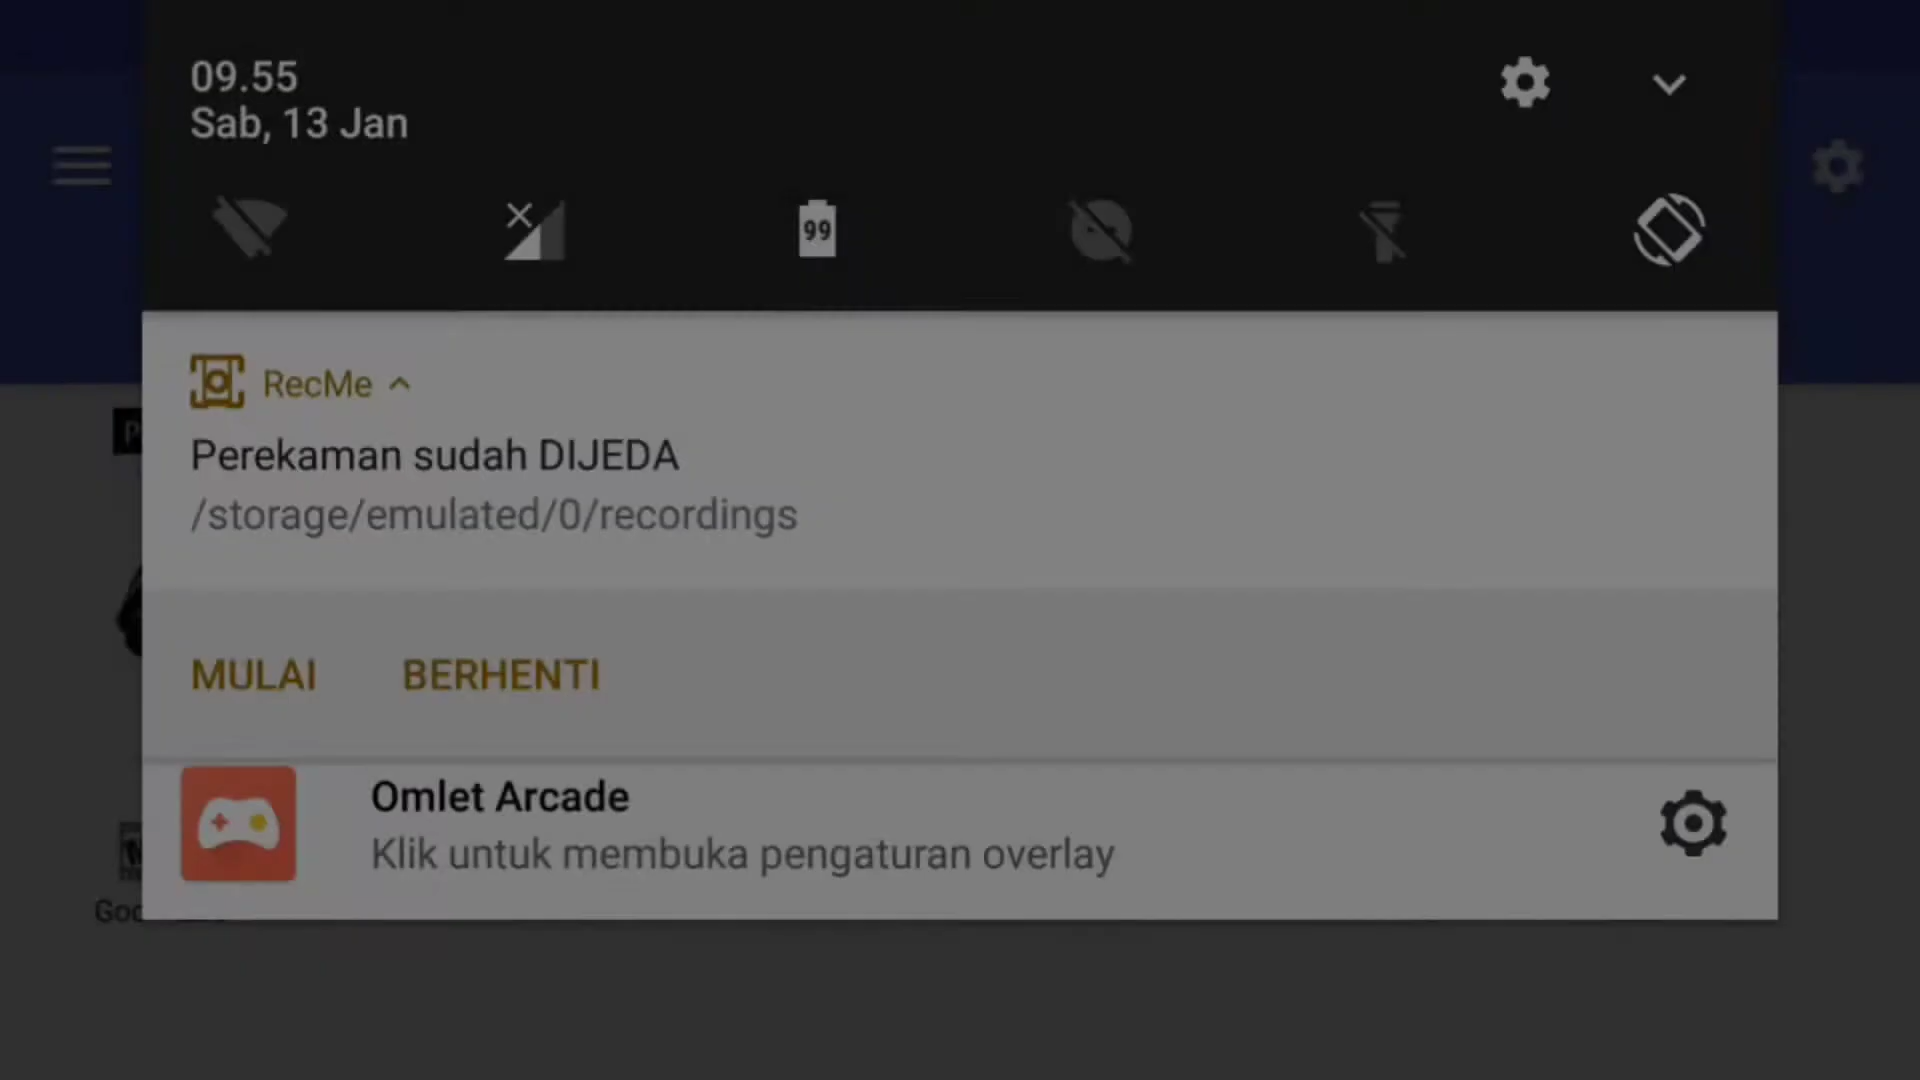 09.55
Sab, 13 Jan
99
RecMe
Perekaman sudah DIJEDA
/storage/emulated/0/recordings
MULAI BERHENTI
Omlet Arcade
Klik untuk membuka pengaturan overlay